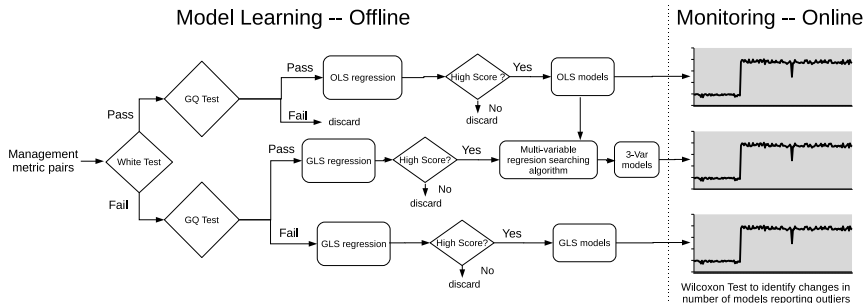 Model Learning -- Offline
Monitoring -- Online
Management
metric pairs
White Test
Pass
Fail
GQ Test
Pass
Fail
OLS regression
discard
High Score ?
Yes
No
discard
OLS models
GQ Test
Pass
Fail
GLS regression
High Score?
Yes
No
discard
Multi-variable
regresion searching
algorithm
3-Var
models
GLS regression
High Score?
Yes
No
discard
GLS models
Wilcoxon Test to identify changes in
number of models reporting outliers